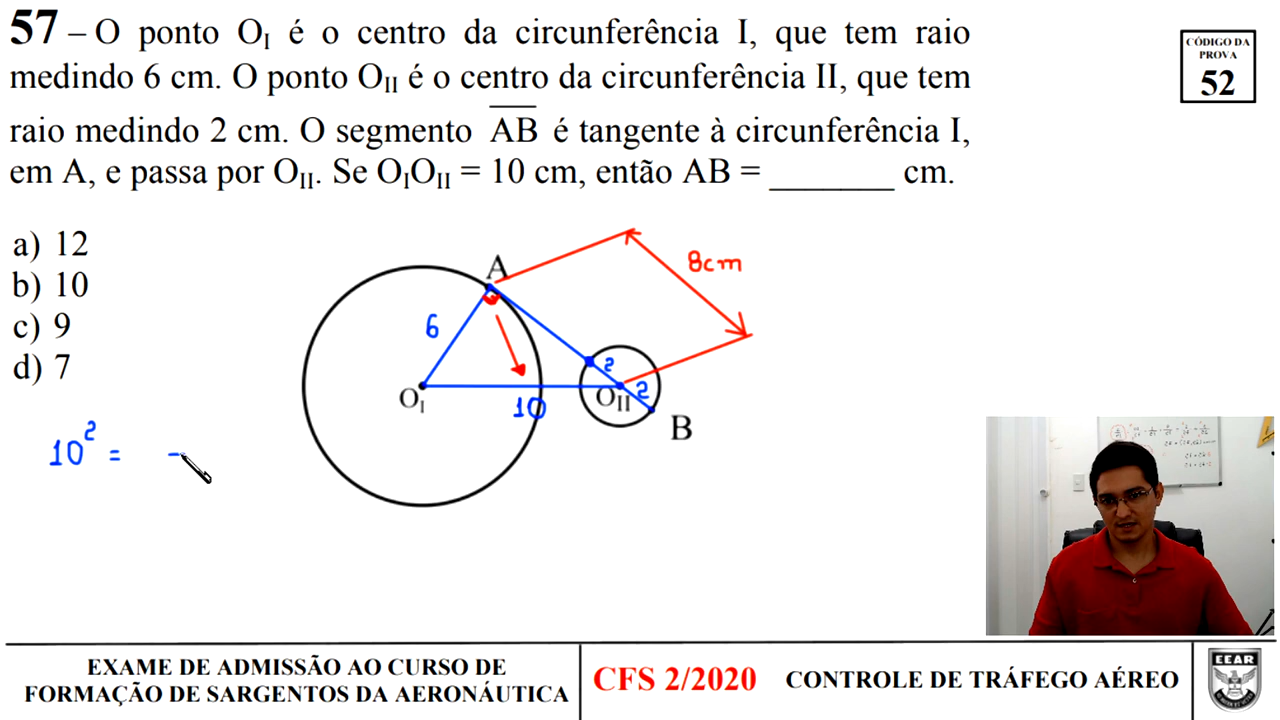 57 – O ponto OI é o centro da circunferência I, que tem raio
medindo 6 cm. O ponto OII é o centro da circunferência II, que tem
raio medindo 2 cm. O segmento AB é tangente à circunferência I,
em A, e passa por OII. Se OIOII = 10 cm, então AB = _______ cm.
CÓDIGO DA
PROVA
52
a) 12
b) 10
c) 9
d) 7
A
8cm
6
2
2
OI
10
OII
B
10² =
EXAME DE ADMISSÃO AO CURSO DE
FORMAÇÃO DE SARGENTOS DA AERONÁUTICA
CFS 2/2020
CONTROLE DE TRÁFEGO AÉREO
EEAR